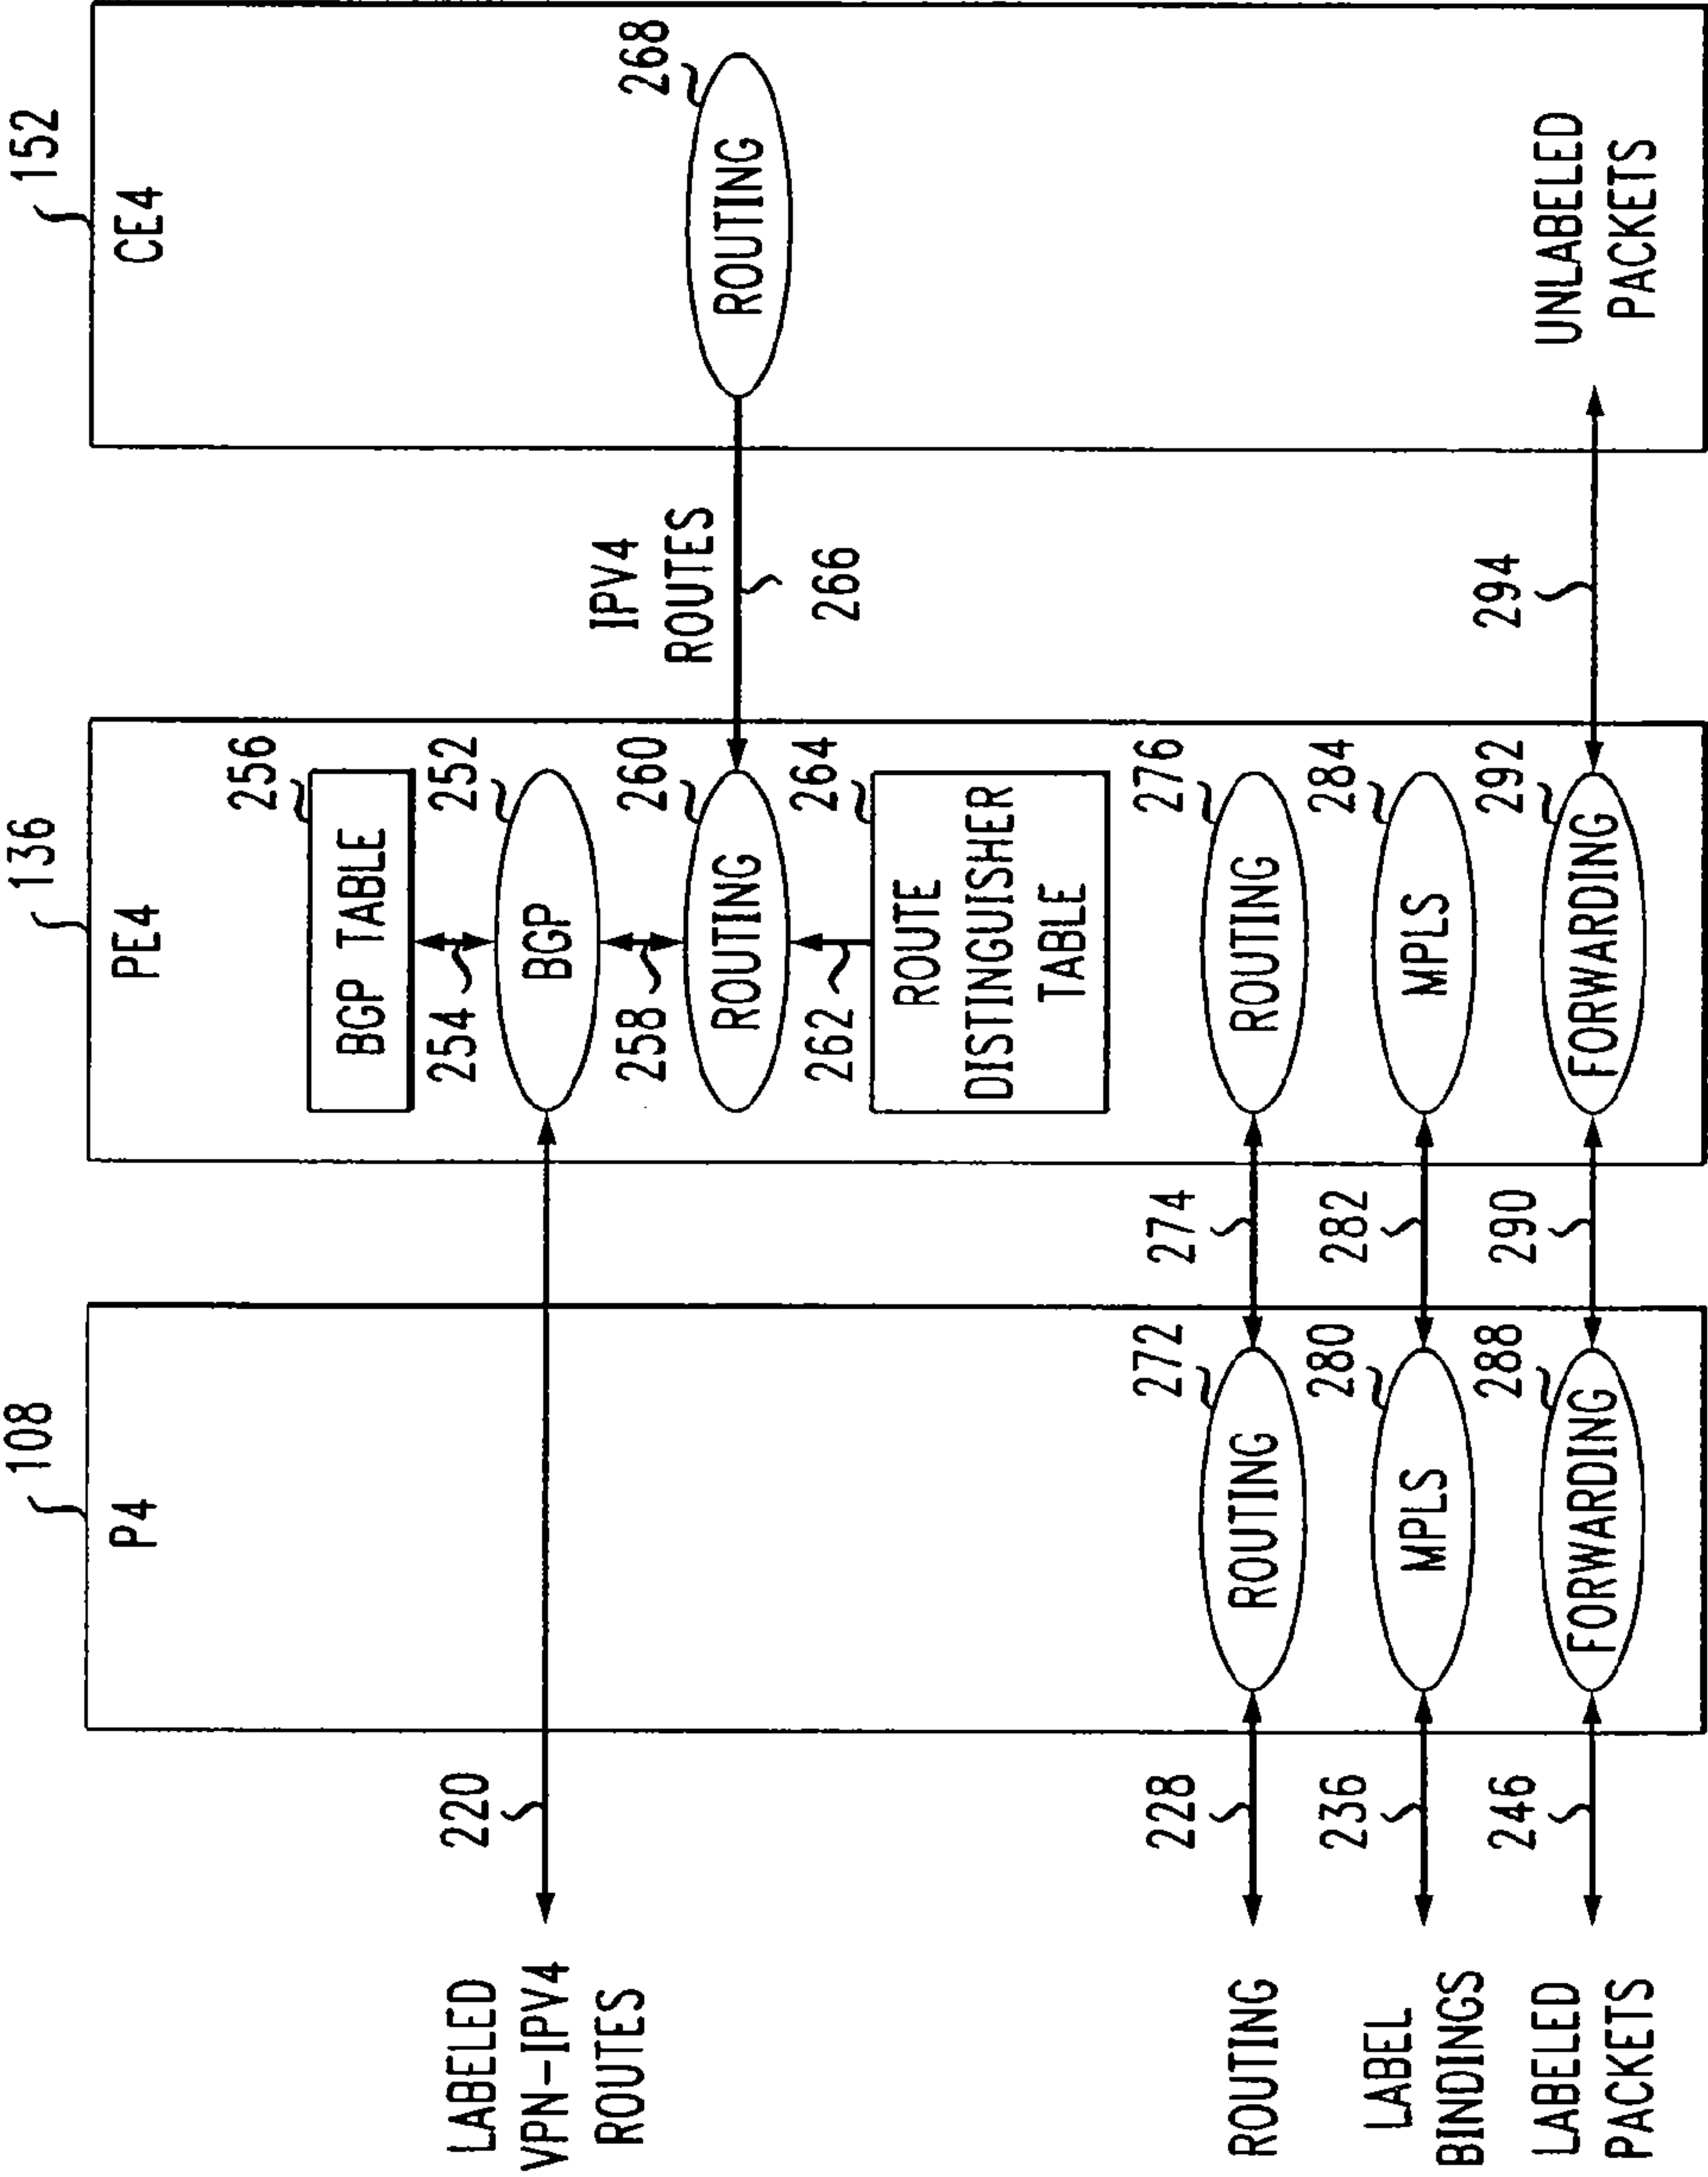 108
P4
136
PE4
152
CE4
BGP TABLE
256
254
BGP
252
LABELED
VPN-IPV4
ROUTES
220
258
ROUTING
260
IPV4
ROUTES
266
ROUTING
268
262
264
ROUTE
DISTINGUISHER
TABLE
ROUTING
228
ROUTING
272
274
ROUTING
276
LABEL
BINDINGS
236
MPLS
280
282
MPLS
284
LABELED
PACKETS
246
FORWARDING
288
290
FORWARDING
292
294
UNLABELED
PACKETS